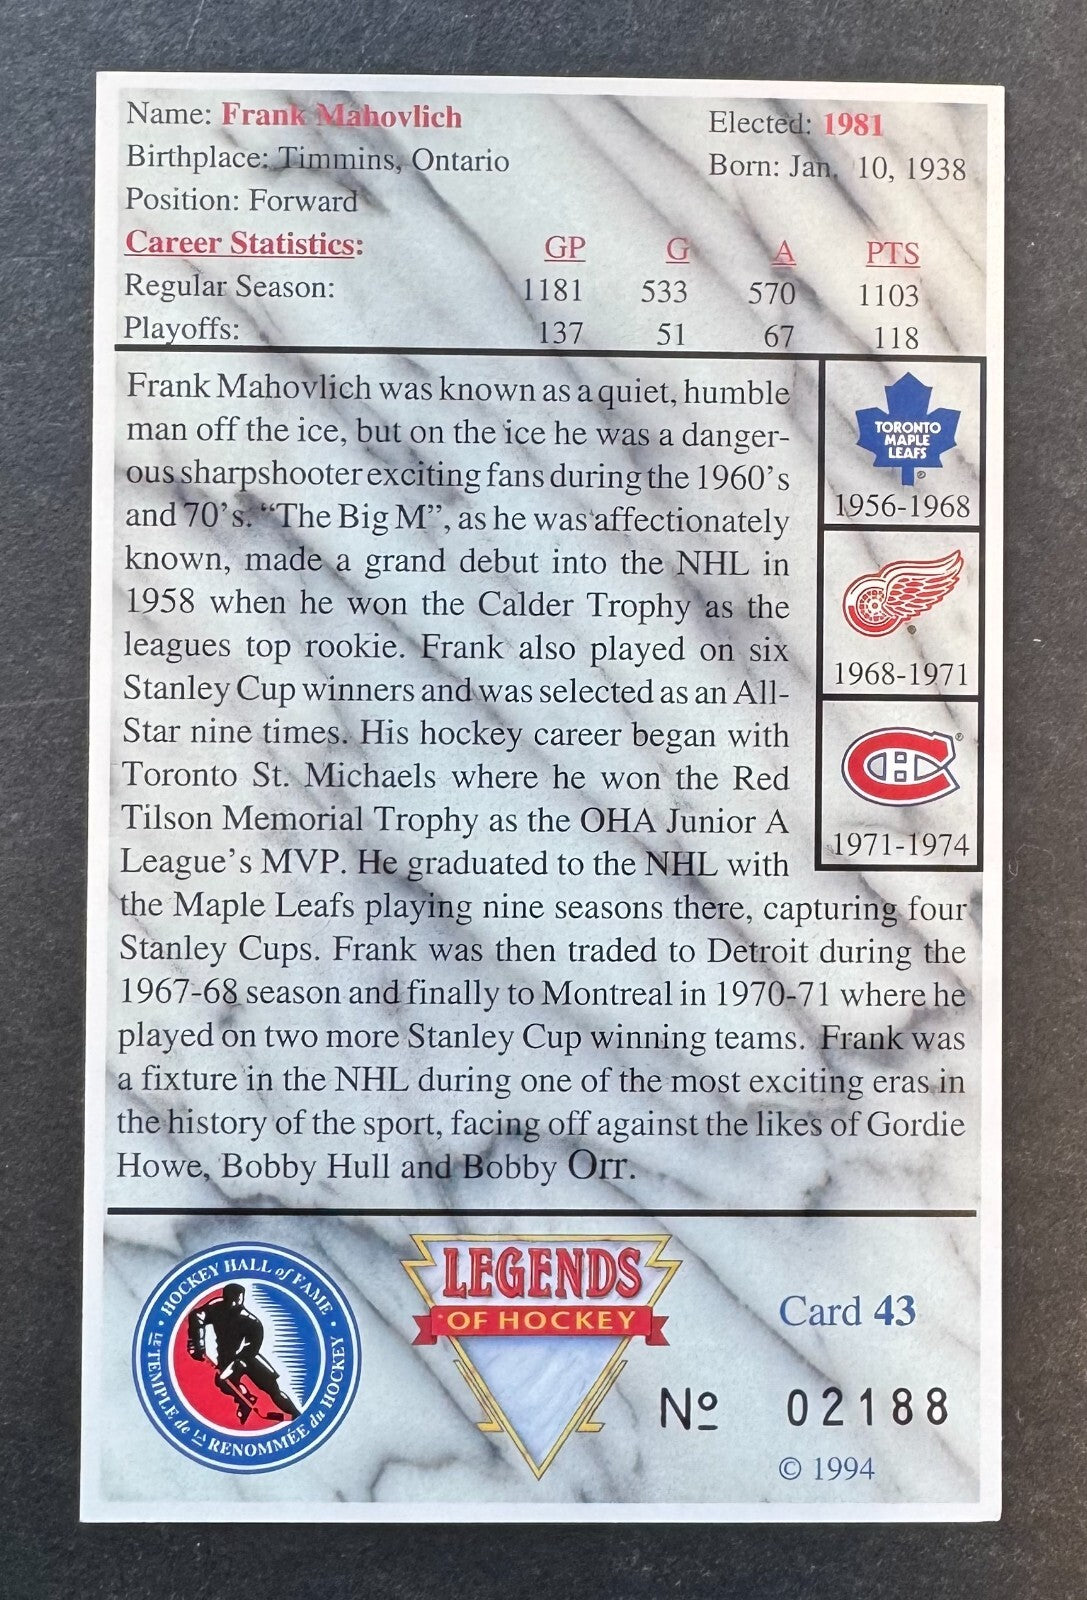 Name: Frank Mahovlich
Elected: 1981
Birthplace: Timmins, Ontario
Born: Jan. 10, 1938
Position: Forward
Career Statistics: GP G A PTS
Regular Season: 1181 533 570 1103
Playoffs: 137 51 67 118
Frank Mahovlich was known as a quiet, humble
man off the ice, but on the ice he was a danger-
ous sharpshooter exciting fans during the 1960's
and 70's. "The Big M", as he was affectionately
known, made a grand debut into the NHL in
1958 when he won the Calder Trophy as the
leagues top rookie. Frank also played on six
Stanley Cup winners and was selected as an All-
Star nine times. His hockey career began with
Toronto St. Michaels where he won the Red
Tilson Memorial Trophy as the OHA Junior A
League's MVP. He graduated to the NHL with
the Maple Leafs playing nine seasons there, capturing four
Stanley Cups. Frank was then traded to Detroit during the
1967-68 season and finally to Montreal in 1970-71 where he
played on two more Stanley Cup winning teams. Frank was
a fixture in the NHL during one of the most exciting eras in
the history of the sport, facing off against the likes of Gordie
Howe, Bobby Hull and Bobby Orr.
TORONTO
MAPLE
LEAFS
®
1956-1968
®
1968-1971
CH
®
1971-1974
• HOCKEY HALL of FAME •
LE TEMPLE de LA RENOMMÉE du HOCKEY
LEGENDS
OF HOCKEY
Card 43
Nº 02188
© 1994